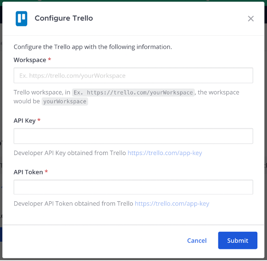 Configure Trello
Configure the Trello app with the following information.
Workspace *
Ex. https://trello.com/yourWorkspace
Trello workspace, in Ex. https://trello.com/yourWorkspace, the workspace
would be yourWorkspace
API Key *
Developer API Key obtained from Trello https://trello.com/app-key
API Token *
Developer API Token obtained from Trello https://trello.com/app-key
Cancel Submit